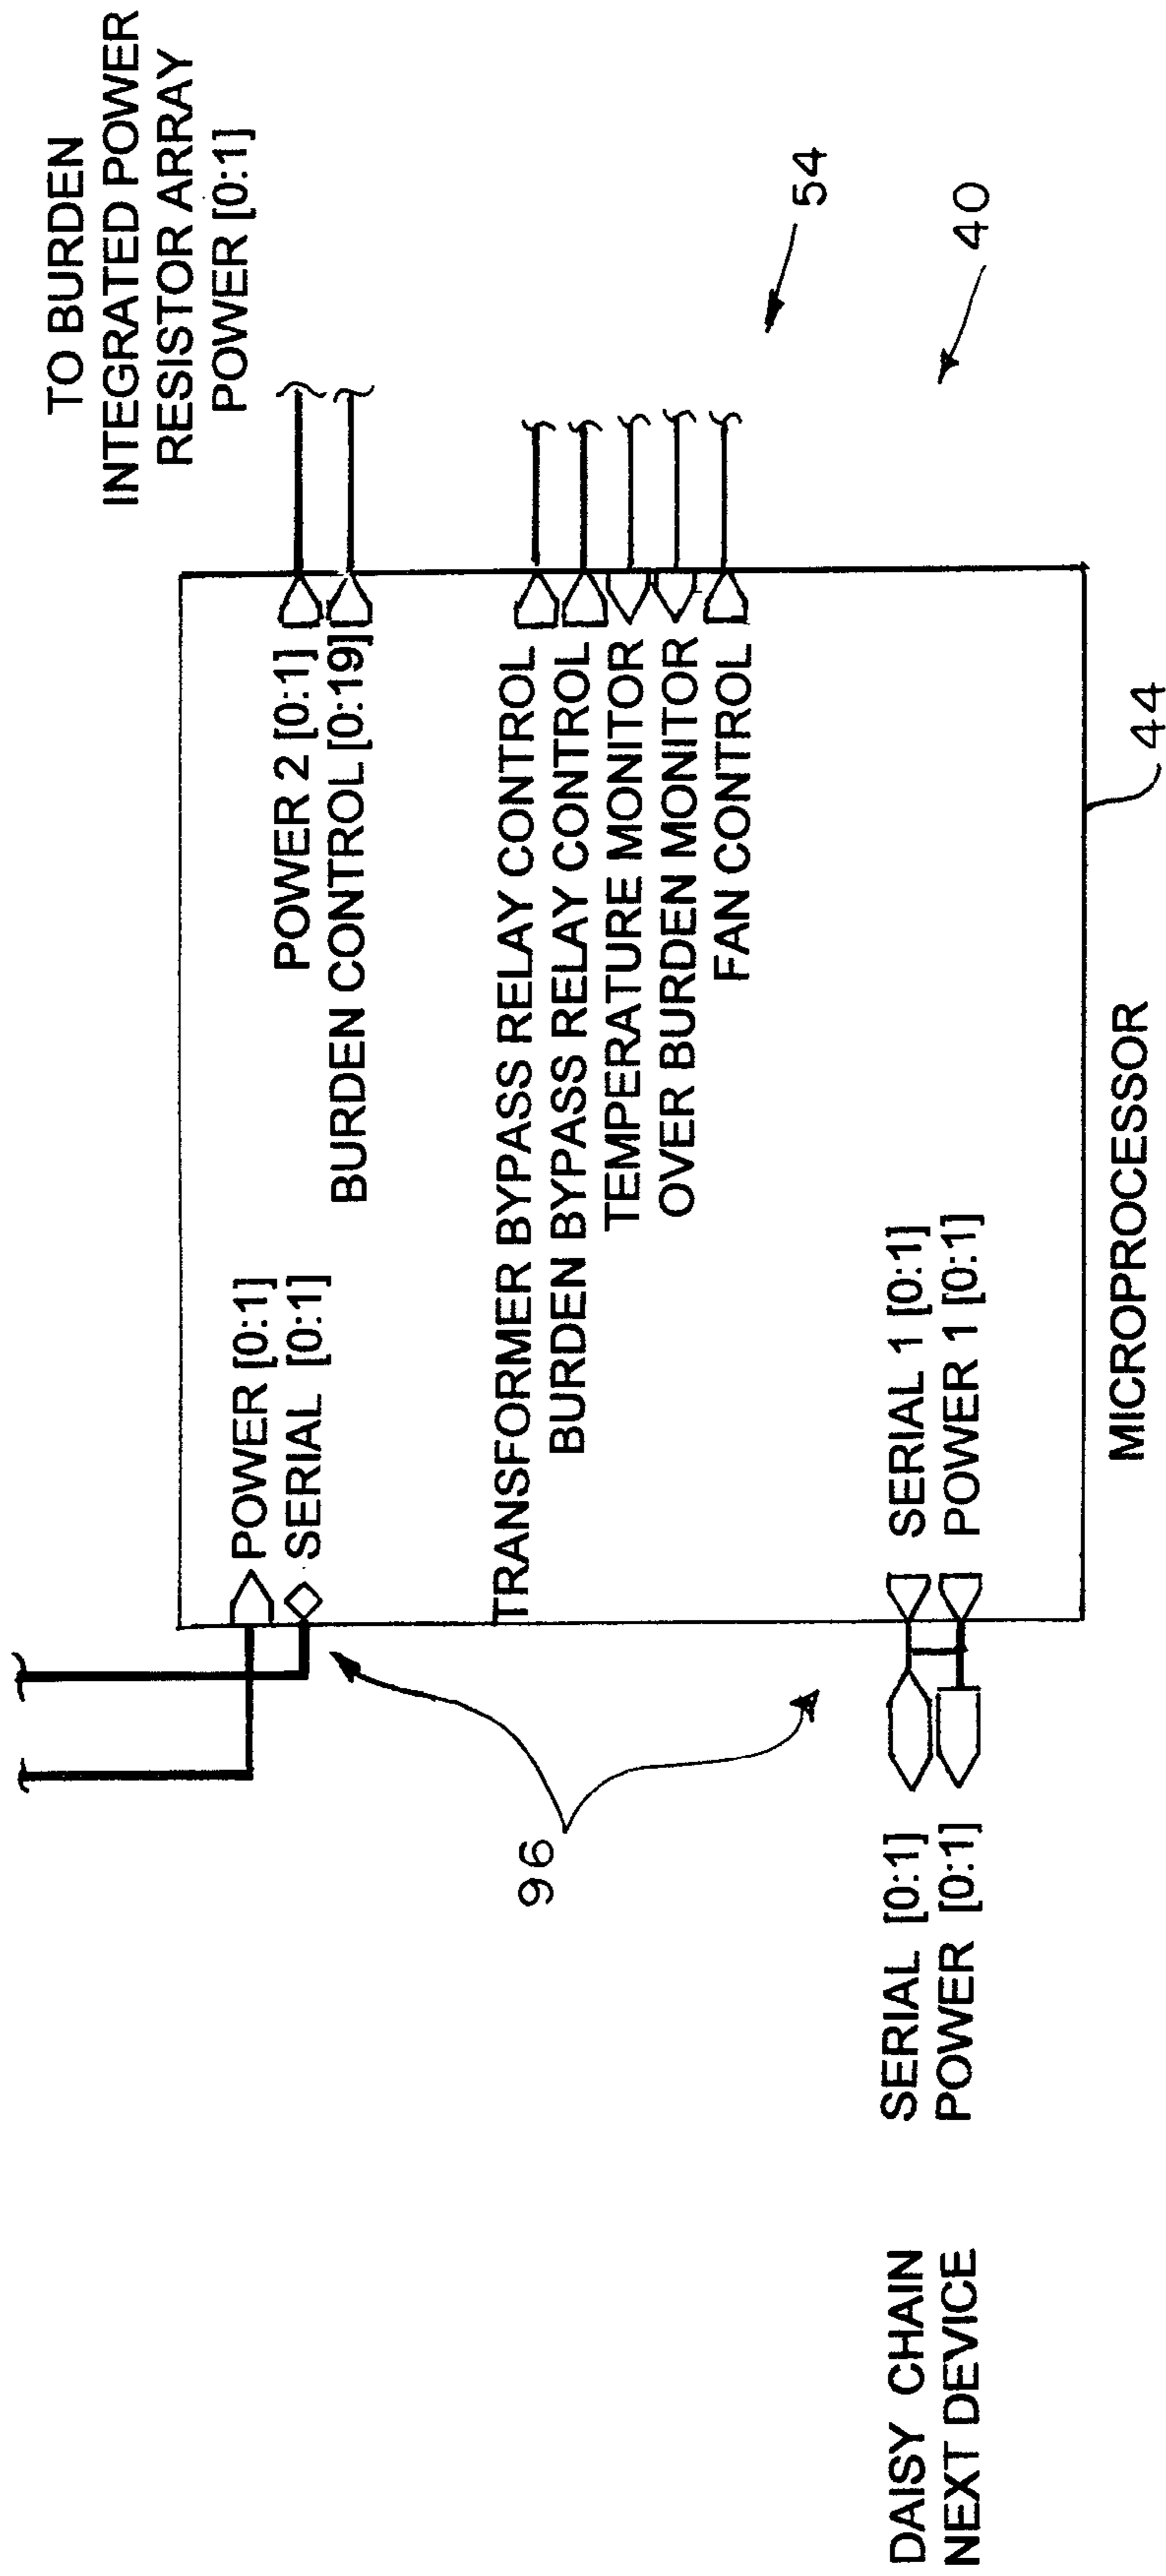 TO BURDEN
INTEGRATED POWER
RESISTOR ARRAY
POWER [0:1]
POWER [0:1]
SERIAL [0:1]
POWER 2 [0:1]
BURDEN CONTROL [0:19]
TRANSFORMER BYPASS RELAY CONTROL
BURDEN BYPASS RELAY CONTROL
TEMPERATURE MONITOR
OVER BURDEN MONITOR
FAN CONTROL
54
40
96
SERIAL 1 [0:1]
POWER 1 [0:1]
SERIAL [0:1]
POWER [0:1]
DAISY CHAIN
NEXT DEVICE
MICROPROCESSOR
44